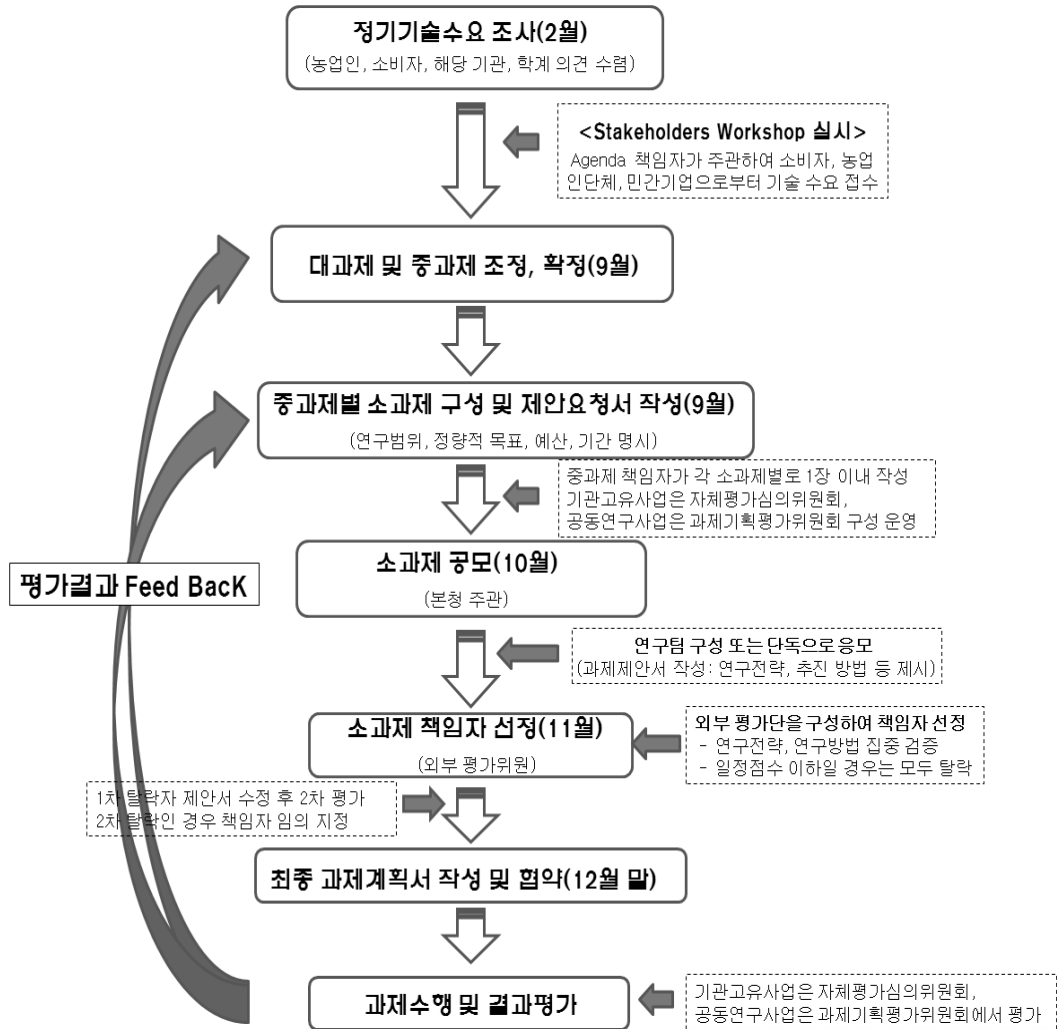 정기기술수요 조사(2월)
(농업인, 소비자, 해당 기관, 학계 의견 수렴)
<Stakeholders Workshop 실시>
Agenda 책임자가 주관하여 소비자, 농업
인단체, 민간기업으로부터 기술 수요 접수
대과제 및 중과제 조정, 확정(9월)
중과제별 소과제 구성 및 제안요청서 작성(9월)
(연구범위, 정량적 목표, 예산, 기간 명시)
중과제 책임자가 각 소과제별로 1장 이내 작성
기관고유사업은 자체평가심의위원회,
공동연구사업은 과제기획평가위원회 구성 운영
소과제 공모(10월)
(본청 주관)
평가결과 Feed BacK
연구팀 구성 또는 단독으로 응모
(과제제안서 작성: 연구전략, 추진 방법 등 제시)
소과제 책임자 선정(11월)
(외부 평가위원)
외부 평가단을 구성하여 책임자 선정
- 연구전략, 연구방법 집중 검증
- 일정점수 이하일 경우는 모두 탈락
1차 탈락자 제안서 수정 후 2차 평가
2차 탈락인 경우 책임자 임의 지정
최종 과제계획서 작성 및 협약(12월 말)
과제수행 및 결과평가
기관고유사업은 자체평가심의위원회,
공동연구사업은 과제기획평가위원회에서 평가